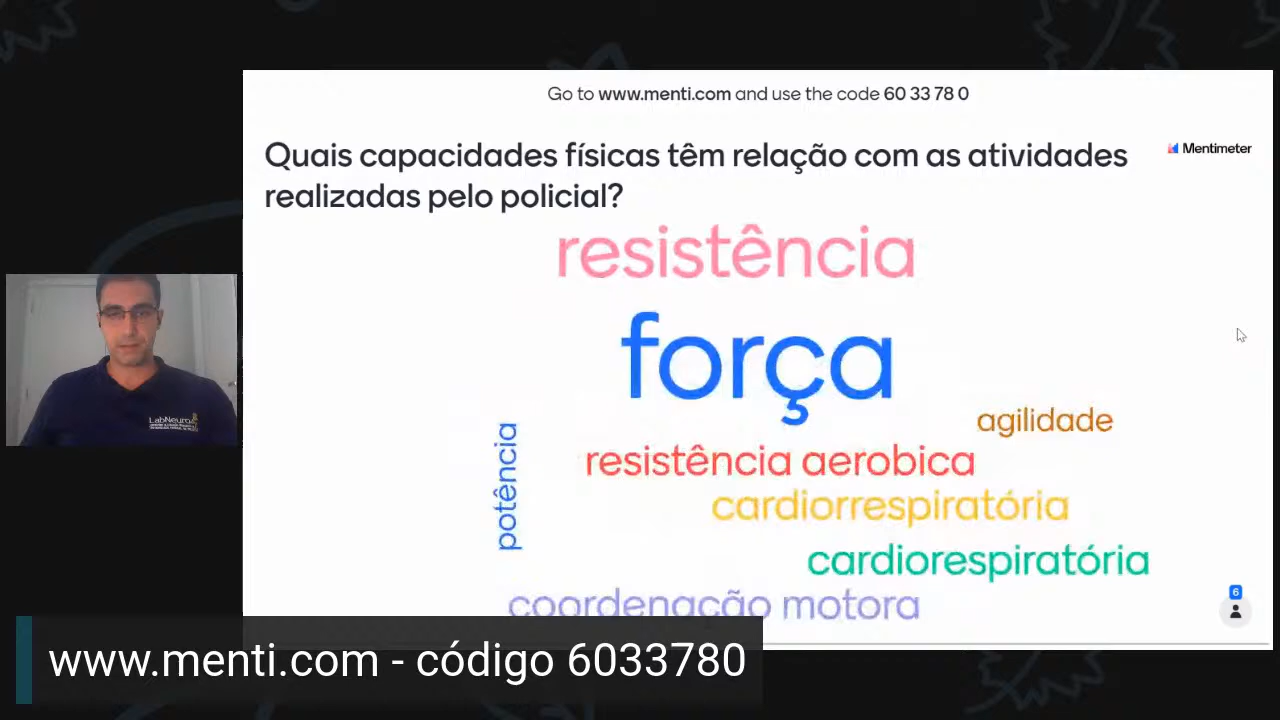 Go to www.menti.com and use the code 60 33 78 0
Quais capacidades físicas têm relação com as atividades
realizadas pelo policial?
Mentimeter
resistência
força
agilidade
potência
resistência aerobica
cardiorrespiratória
cardiorespiratória
coordenação motora
6
LabNeuro
www.menti.com - código 6033780